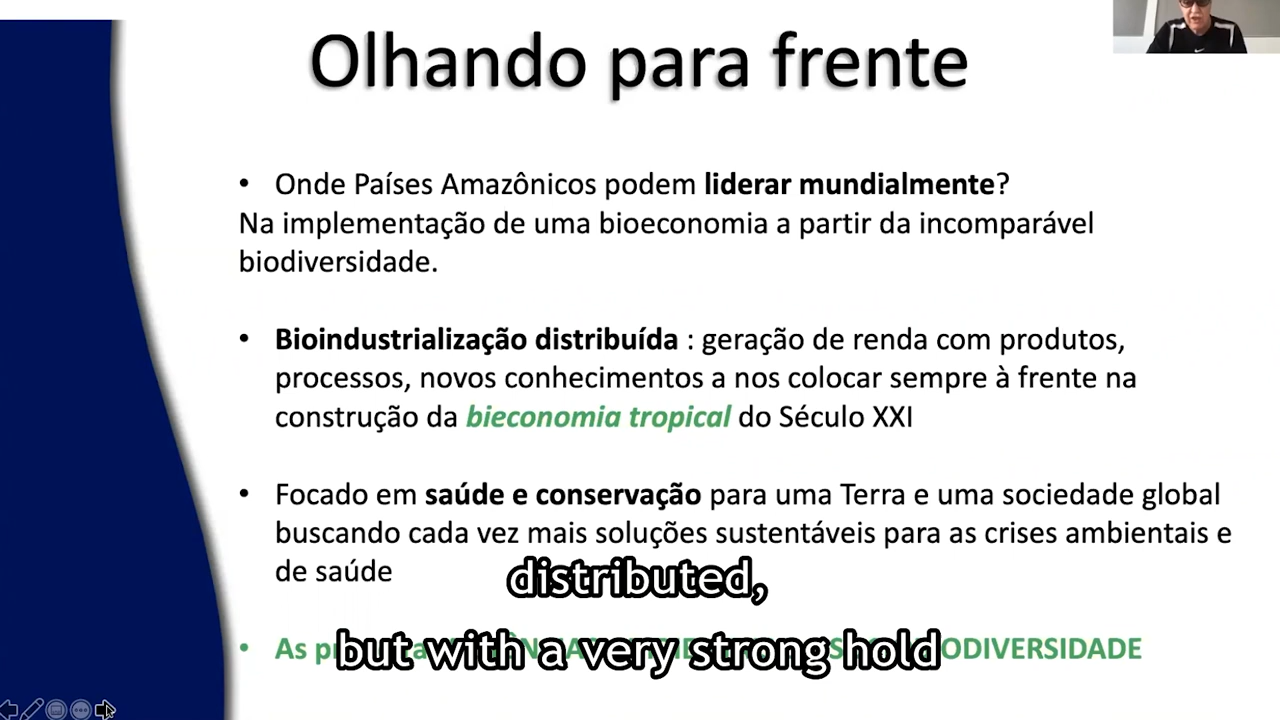 Olhando para frente
• Onde Países Amazônicos podem liderar mundialmente?
Na implementação de uma bioeconomia a partir da incomparável
biodiversidade.
• Bioindustrialização distribuída : geração de renda com produtos,
processos, novos conhecimentos a nos colocar sempre à frente na
construção da bieconomia tropical do Século XXI
• Focado em saúde e conservação para uma Terra e uma sociedade global
buscando cada vez mais soluções sustentáveis para as crises ambientais e
de saúde
distributed,
• As
but with a very strong hold